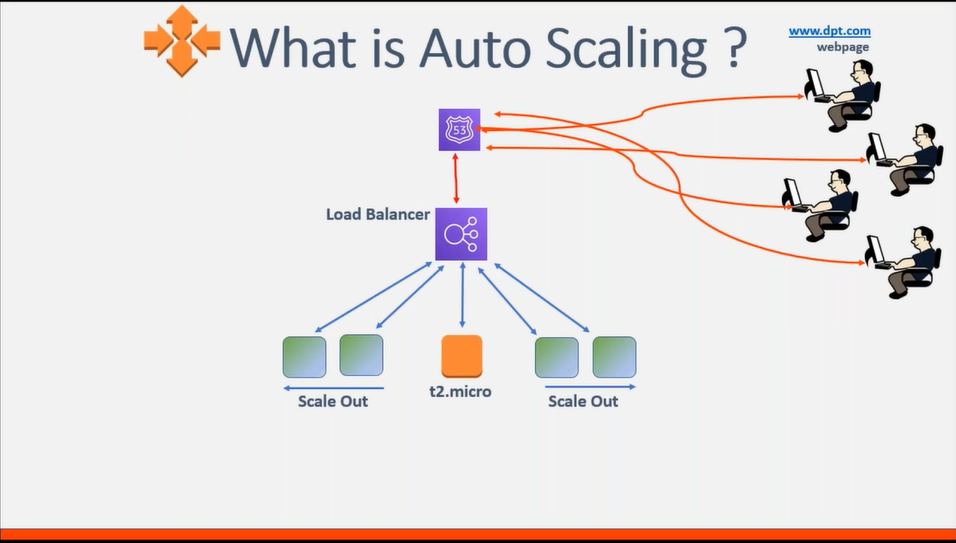 What is Auto Scaling ?
www.dpt.com
webpage
53
Load Balancer
t2.micro
Scale Out
Scale Out